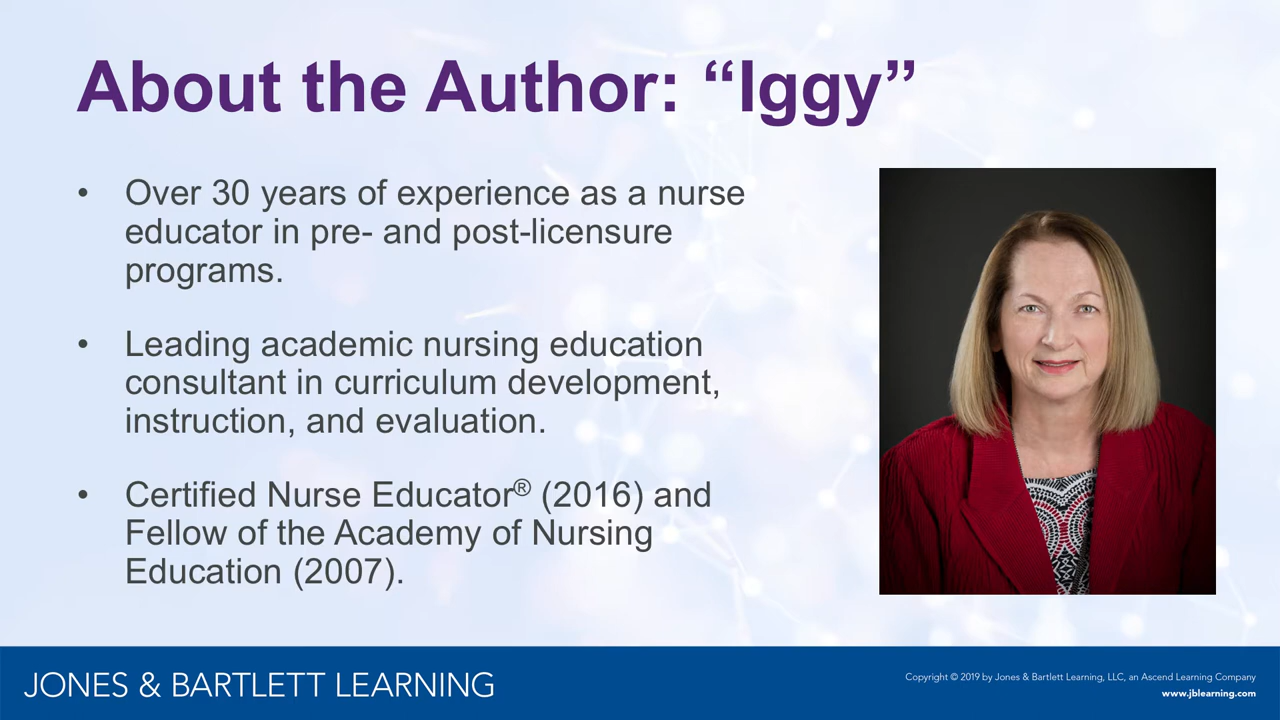 About the Author: “Iggy”
• Over 30 years of experience as a nurse
educator in pre- and post-licensure
programs.
• Leading academic nursing education
consultant in curriculum development,
instruction, and evaluation.
• Certified Nurse Educator® (2016) and
Fellow of the Academy of Nursing
Education (2007).
JONES & BARTLETT LEARNING
Copyright © 2019 by Jones & Bartlett Learning, LLC, an Ascend Learning Company
www.jblearning.com